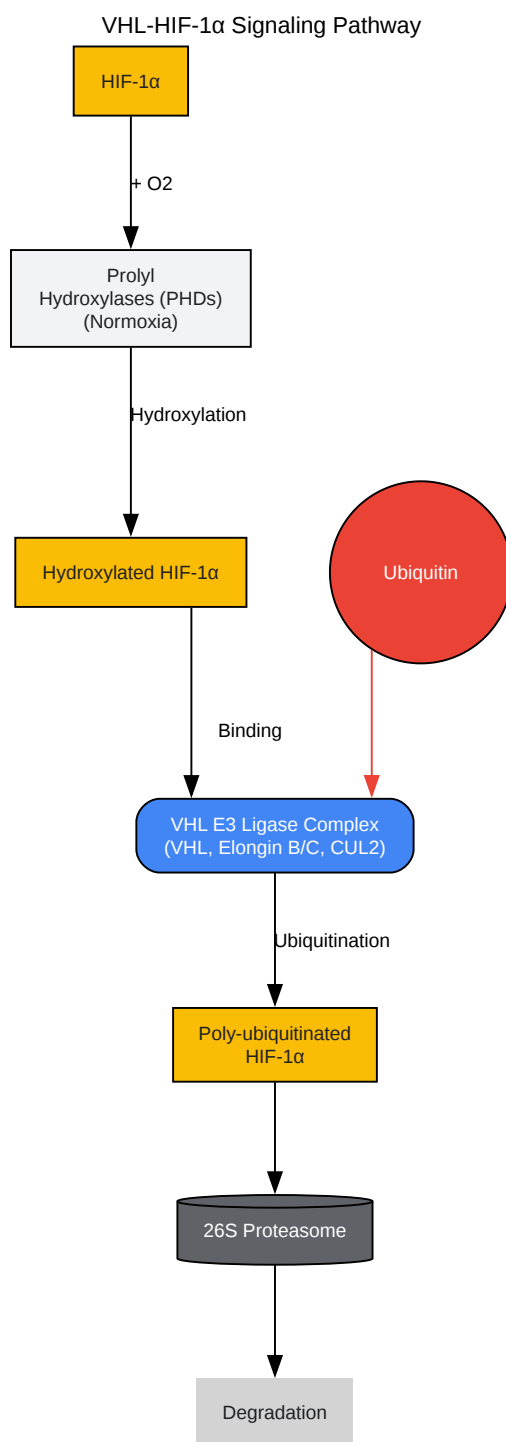 VHL-HIF-1α Signaling Pathway
HIF-1α
+ O2
Prolyl
Hydroxylases (PHDs)
(Normoxia)
Hydroxylation
Hydroxylated HIF-1α
Ubiquitin
Binding
VHL E3 Ligase Complex
(VHL, Elongin B/C, CUL2)
Ubiquitination
Poly-ubiquitinated
HIF-1α
26S Proteasome
Degradation